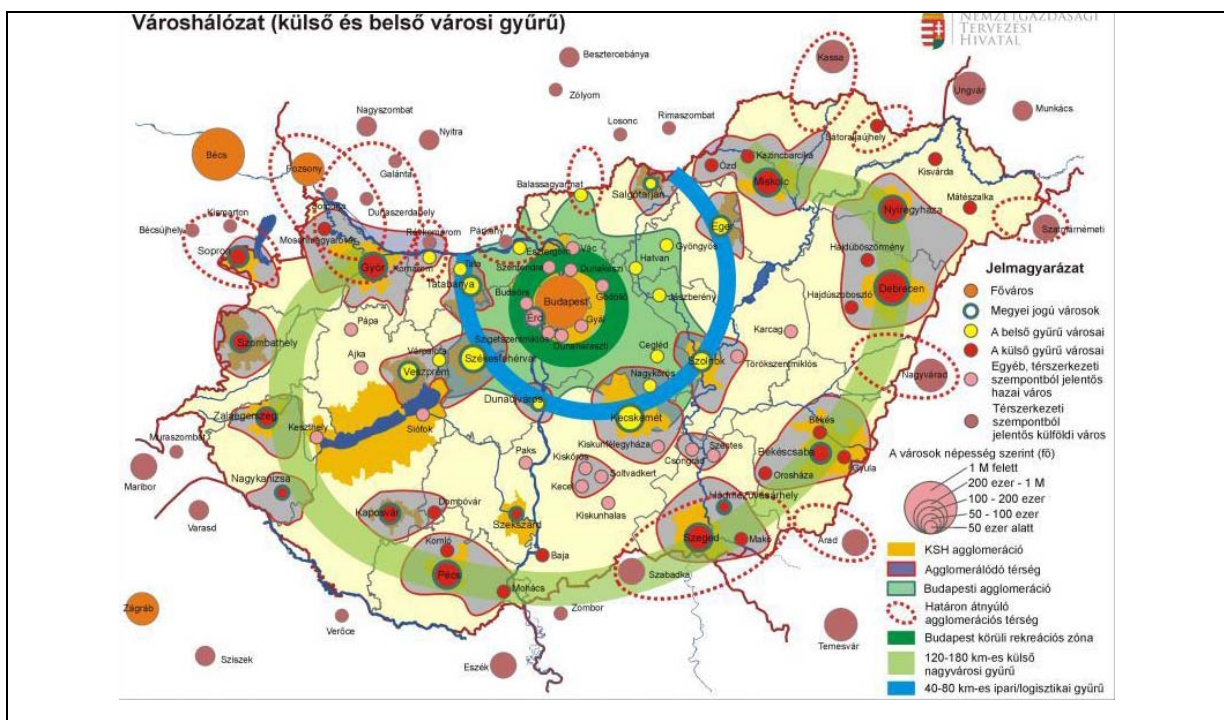 Városhálózat (külső és belső városi gyűrű)
NEMZETGAZDASÁGI
TERVEZÉSI
HIVATAL
Besztercebánya
Kassa
Zólyom
Ungvár
Munkács
Nagyszombat
Nyitra
Losonc
Rimaszombat
Sátoraljaújhely
Bécs
Pozsony
Galánta
Ózd
Kazincbarcika
Kisvárda
Balassagyarmat
Salgótarján
Miskolc
Mátészalka
Kismarton
Dunaszerdahely
Nyíregyháza
Bécsújhely
Sopron
Mosonmagyaróvár
Révkomárom
Párkány
Eger
Szatmárnémeti
Győr
Komárom
Esztergom
Vác
Gyöngyös
Hatvan
Hajdúböszörmény
Tata
Szentendre
Dunakeszi
Tatabánya
Budaörs
Gödöllő
Jászberény
Hajdúszoboszló
Debrecen
Budapest
Érd
Gyál
Pápa
Szigetszentmiklós
Dunaharaszti
Karcag
Szombathely
Ajka
Várpalota
Székesfehérvár
Cegléd
Szolnok
Törökszentmiklós
Veszprém
Nagykőrös
Nagyvárad
Dunaújváros
Kecskemét
Zalaegerszeg
Keszthely
Siófok
Békés
Muraszombat
Kiskunfélegyháza
Csongrád
Szentes
Békéscsaba
Gyula
Maribor
Nagykanizsa
Paks
Kiskőrös
Soltvadkert
Orosháza
Kecel
Varasd
Kaposvár
Dombóvár
Szekszárd
Kiskunhalas
Hódmezővásárhely
Komló
Baja
Szeged
Makó
Arad
Pécs
Szabadka
Mohács
Zágráb
Zombor
Verőce
Temesvár
Sziszek
Eszék
Jelmagyarázat
Főváros
Megyei jogú városok
A belső gyűrű városai
A külső gyűrű városai
Egyéb, térszerkezeti
szempontból jelentős
hazai város
Térszerkezeti
szempontból
jelentős külföldi város
A városok népesség szerint (fő)
1 M felett
200 ezer - 1 M
100 - 200 ezer
50 - 100 ezer
50 ezer alatt
KSH agglomeráció
Agglomerálódó térség
Budapesti agglomeráció
Határon átnyúló
agglomerációs térség
Budapest körüli rekreációs zóna
120-180 km-es külső
nagyvárosi gyűrű
40-80 km-es ipari/logisztikai gyűrű